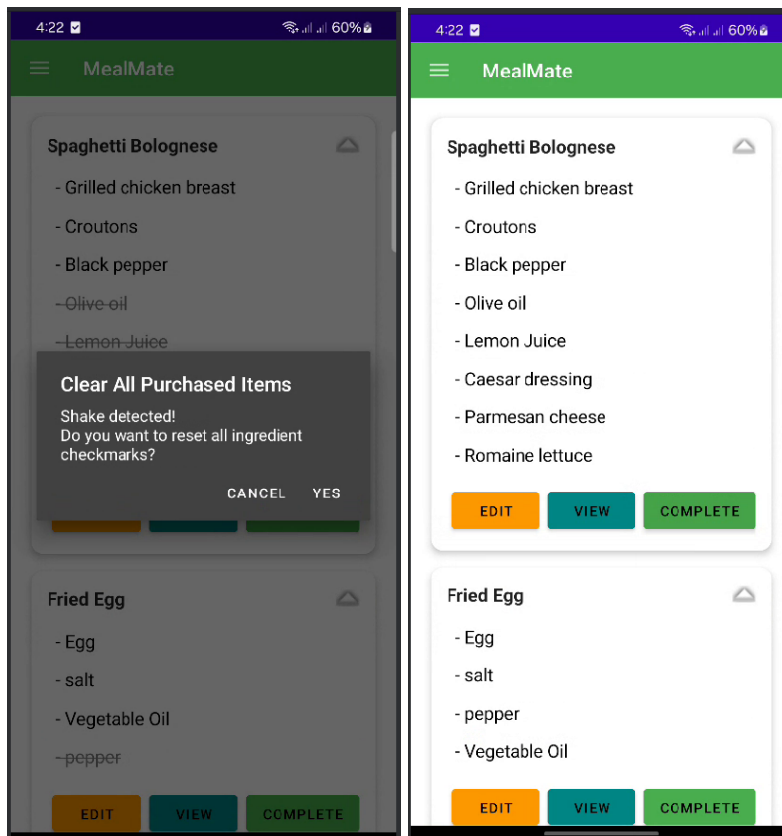 4:22
60%
MealMate
Spaghetti Bolognese
- Grilled chicken breast
- Croutons
- Black pepper
- Olive oil
- Lemon Juice
Clear All Purchased Items
Shake detected!
Do you want to reset all ingredient
checkmarks?
CANCEL YES
Fried Egg
- Egg
- salt
- Vegetable Oil
- pepper
EDIT VIEW COMPLETE
4:22
60%
MealMate
Spaghetti Bolognese
- Grilled chicken breast
- Croutons
- Black pepper
- Olive oil
- Lemon Juice
- Caesar dressing
- Parmesan cheese
- Romaine lettuce
EDIT VIEW COMPLETE
Fried Egg
- Egg
- salt
- pepper
- Vegetable Oil
EDIT VIEW COMPLETE